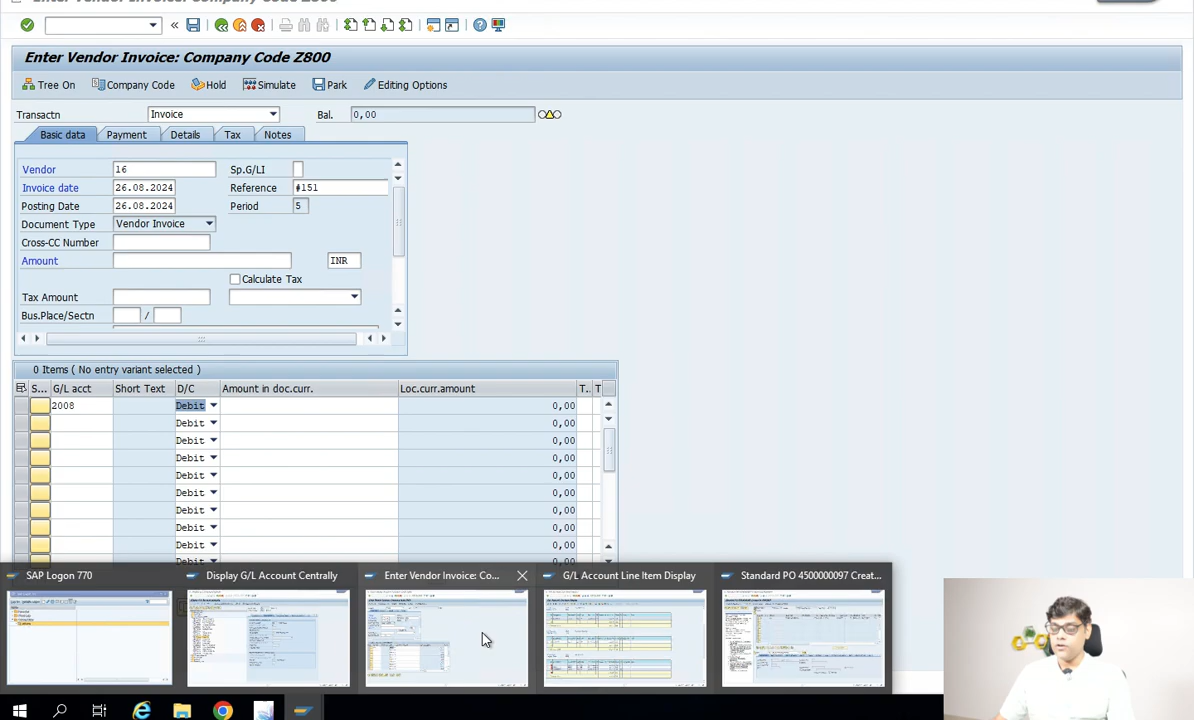 Enter Vendor Invoice: Company Code Z800
Tree On Company Code Hold Simulate Park Editing Options
Transactn Invoice Bal. 0,00
Basic data Payment Details Tax Notes
Vendor 16 Sp.G/LI
Invoice date 26.08.2024 Reference #151
Posting Date 26.08.2024 Period 5
Document Type Vendor Invoice
Cross-CC Number
Amount INR
Calculate Tax
Tax Amount
Bus.Place/Sectn /
0 Items ( No entry variant selected )
S... G/L acct Short Text D/C Amount in doc.curr. Loc.curr.amount T.. T
2008 Debit 0,00
Debit 0,00
Debit 0,00
Debit 0,00
Debit 0,00
Debit 0,00
Debit 0,00
Debit 0,00
Debit 0,00
Debit
SAP Logon 770 Display G/L Account Centrally Enter Vendor Invoice: Co... G/L Account Line Item Display Standard PO 4500000097 Creat...